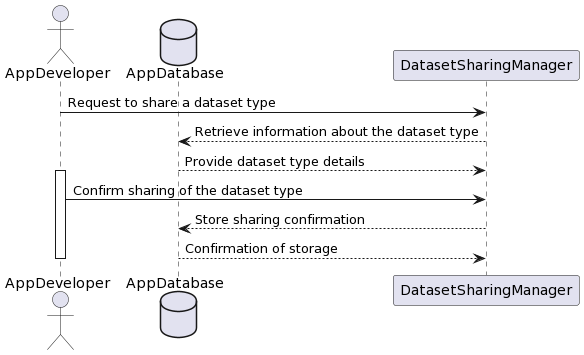 AppDeveloper
AppDatabase
DatasetSharingManager
Request to share a dataset type
Retrieve information about the dataset type
Provide dataset type details
Confirm sharing of the dataset type
Store sharing confirmation
Confirmation of storage
AppDeveloper
AppDatabase
DatasetSharingManager